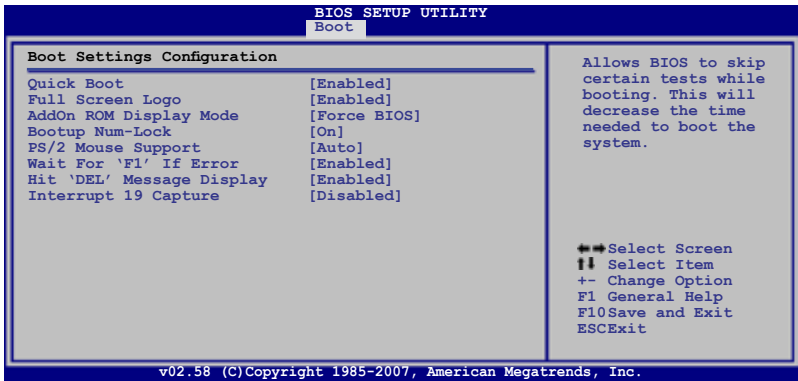 BIOS SETUP UTILITY
Boot
Boot Settings Configuration
Quick Boot [Enabled]
Full Screen Logo [Enabled]
AddOn ROM Display Mode [Force BIOS]
Bootup Num-Lock [On]
PS/2 Mouse Support [Auto]
Wait For ‘F1’ If Error [Enabled]
Hit ‘DEL’ Message Display [Enabled]
Interrupt 19 Capture [Disabled]
Allows BIOS to skip
certain tests while
booting. This will
decrease the time
needed to boot the
system.
←→Select Screen
↑↓ Select Item
+- Change Option
F1 General Help
F10Save and Exit
ESCExit
v02.58 (C)Copyright 1985-2007, American Megatrends, Inc.